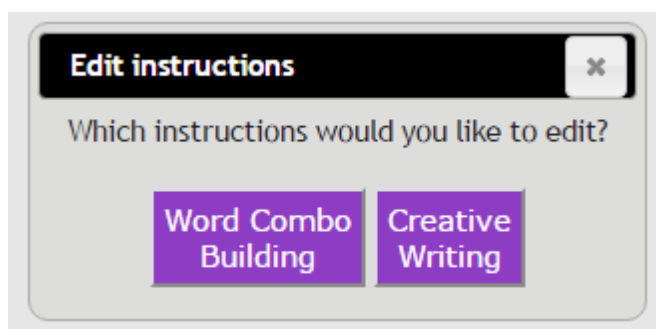 Edit instructions
Which instructions would you like to edit?
Word Combo
Building
Creative
Writing